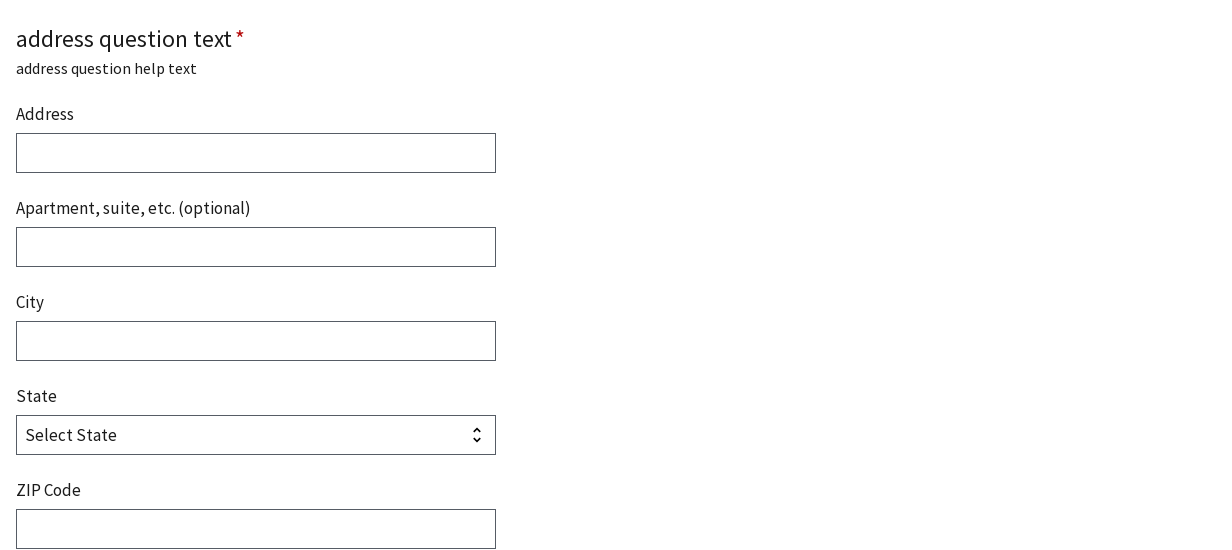 address question text *
address question help text
Address
Apartment, suite, etc. (optional)
City
State
Select State
ZIP Code